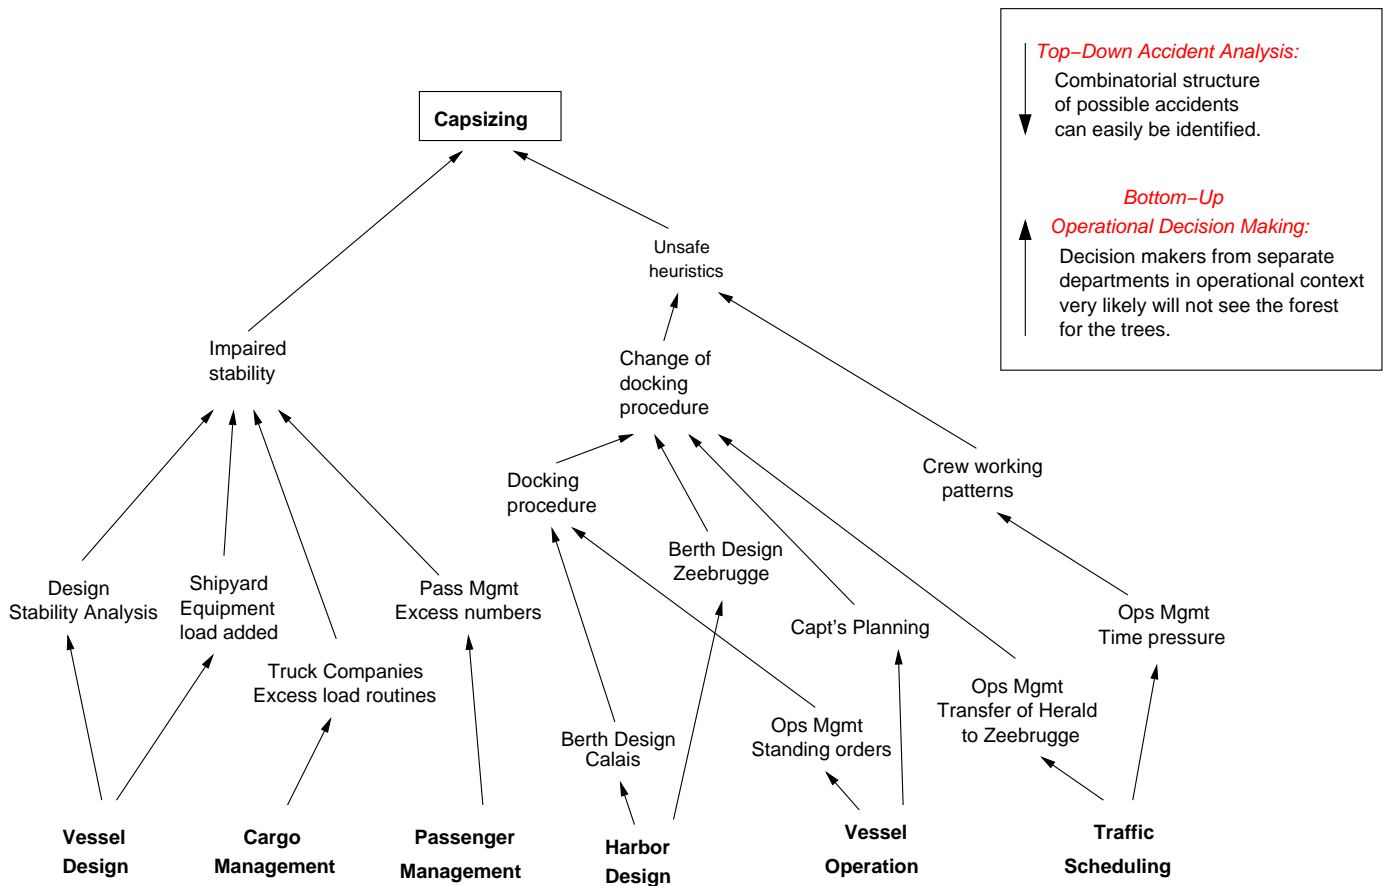 Top–Down Accident Analysis:
Combinatorial structure
of possible accidents
can easily be identified.
Bottom–Up
Operational Decision Making:
Decision makers from separate
departments in operational context
very likely will not see the forest
for the trees.
Capsizing
Unsafe
heuristics
Impaired
stability
Change of
docking
procedure
Crew working
patterns
Docking
procedure
Berth Design
Zeebrugge
Design
Stability Analysis
Shipyard
Equipment
load added
Pass Mgmt
Excess numbers
Capt's Planning
Ops Mgmt
Time pressure
Truck Companies
Excess load routines
Ops Mgmt
Transfer of Herald
to Zeebrugge
Berth Design
Calais
Ops Mgmt
Standing orders
Vessel
Design
Cargo
Management
Passenger
Management
Harbor
Design
Vessel
Operation
Traffic
Scheduling